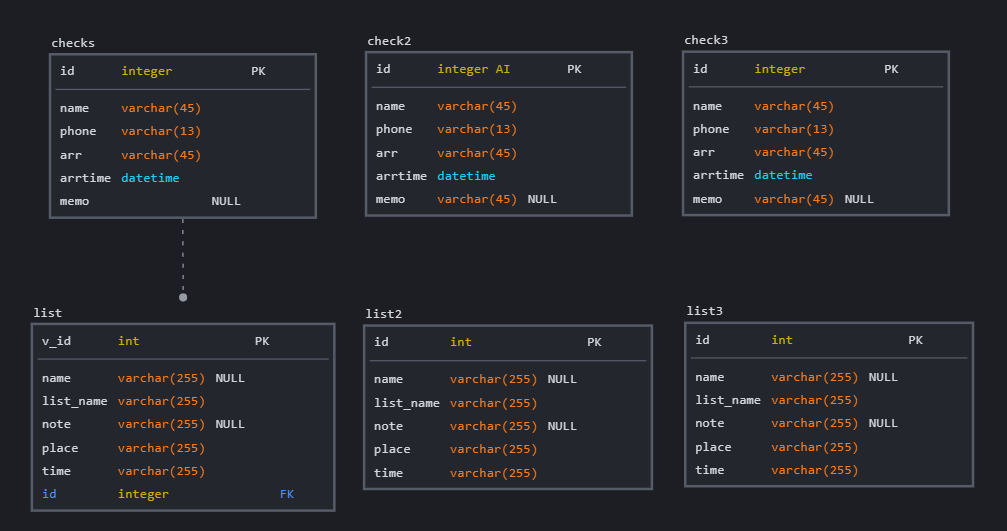 checks
id integer PK
name varchar(45)
phone varchar(13)
arr varchar(45)
arrtime datetime
memo NULL
check2
id integer AI PK
name varchar(45)
phone varchar(13)
arr varchar(45)
arrtime datetime
memo varchar(45) NULL
check3
id integer PK
name varchar(45)
phone varchar(13)
arr varchar(45)
arrtime datetime
memo varchar(45) NULL
list
v_id int PK
name varchar(255) NULL
list_name varchar(255)
note varchar(255) NULL
place varchar(255)
time varchar(255)
id integer FK
list2
id int PK
name varchar(255) NULL
list_name varchar(255)
note varchar(255) NULL
place varchar(255)
time varchar(255)
list3
id int PK
name varchar(255) NULL
list_name varchar(255)
note varchar(255) NULL
place varchar(255)
time varchar(255)